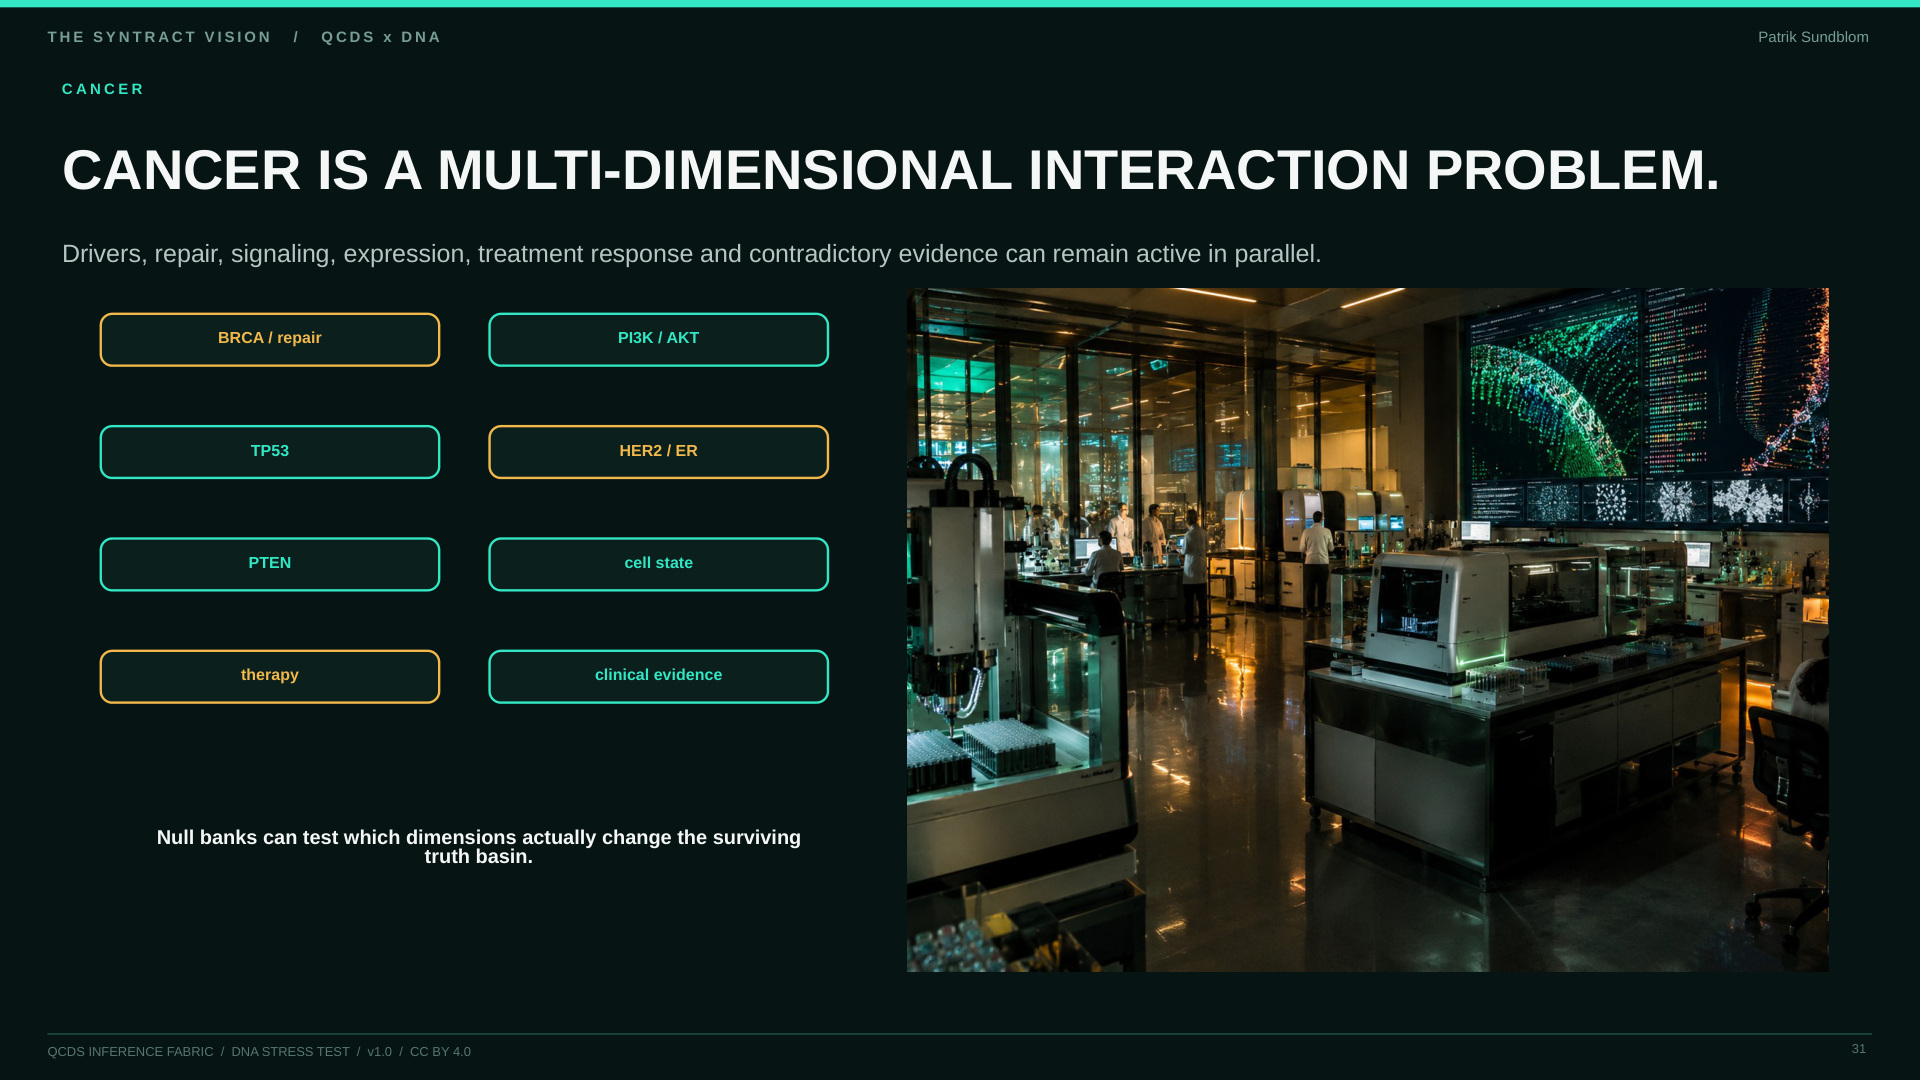 THE SYNTRACT VISION / QCDS x DNA
Patrik Sundblom
CANCER
CANCER IS A MULTI-DIMENSIONAL INTERACTION PROBLEM.
Drivers, repair, signaling, expression, treatment response and contradictory evidence can remain active in parallel.
BRCA / repair
PI3K / AKT
TP53
HER2 / ER
PTEN
cell state
therapy
clinical evidence
Null banks can test which dimensions actually change the surviving
truth basin.
QCDS INFERENCE FABRIC / DNA STRESS TEST / v1.0 / CC BY 4.0
31